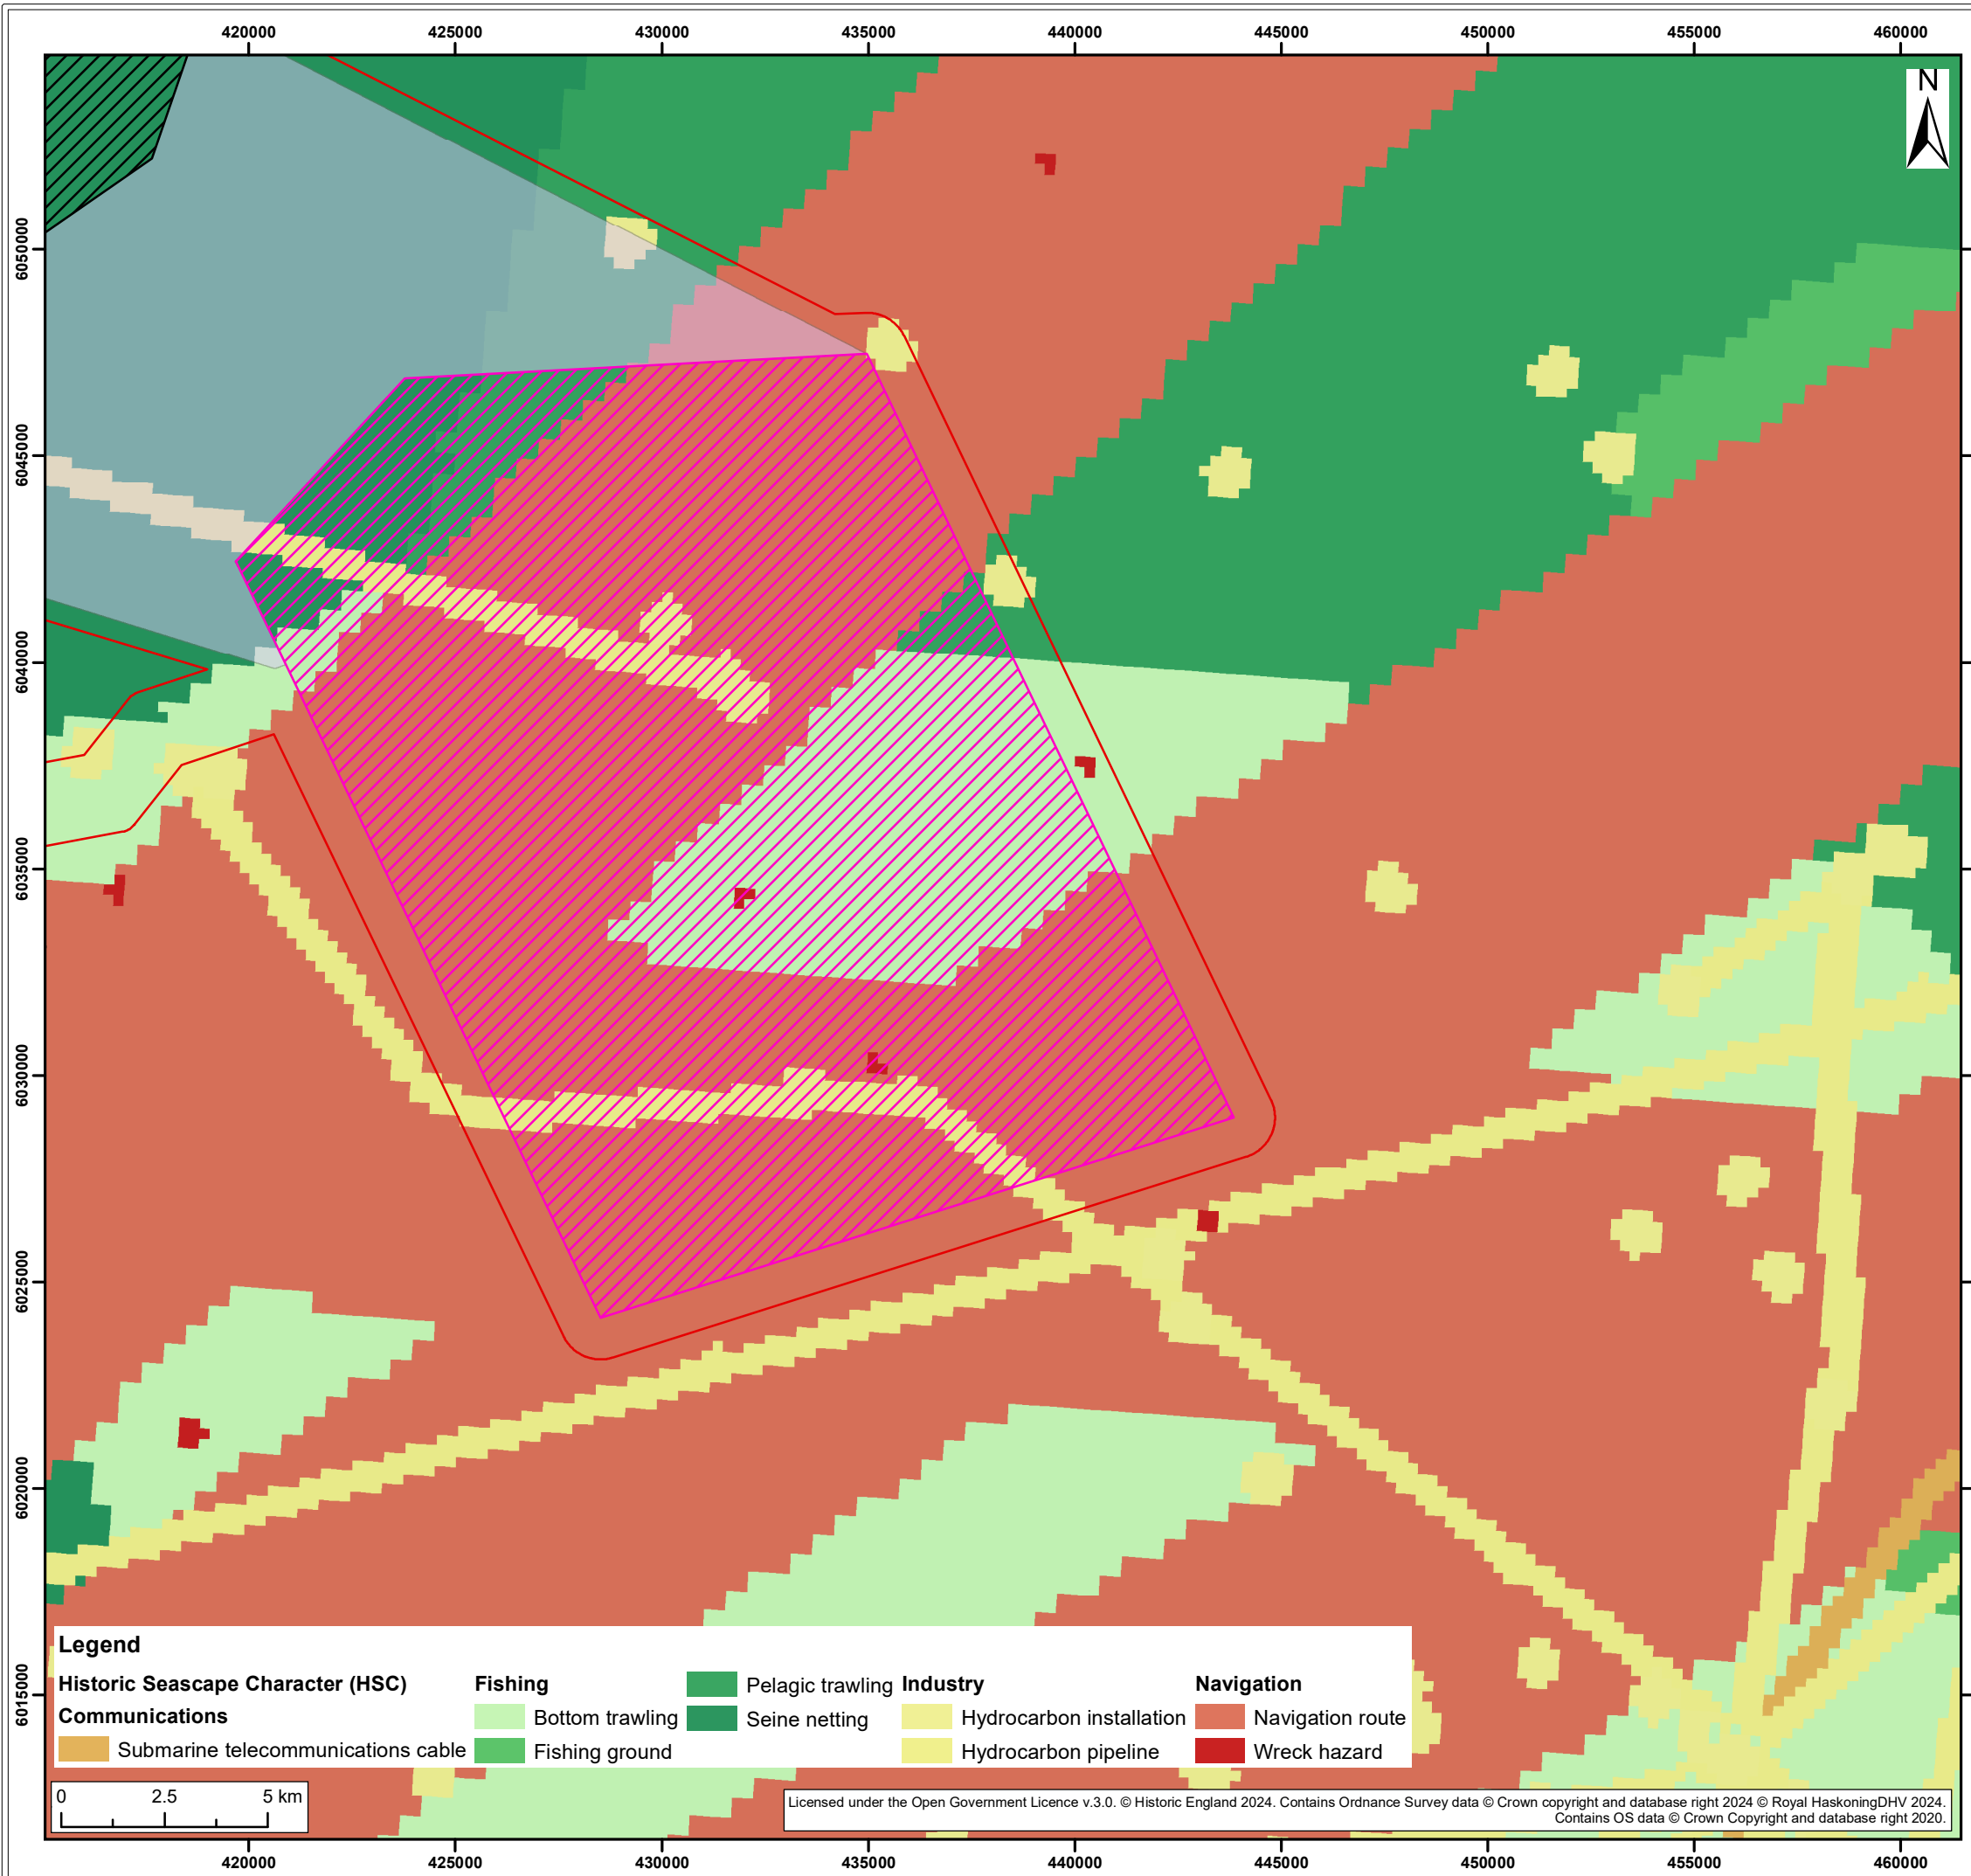 420000 425000 430000 435000 440000 445000 450000 455000 460000
N
6050000
6045000
6040000
6035000
6030000
6025000
6020000
6015000
Legend
Historic Seascape Character (HSC)
Communications
Submarine telecommunications cable
Fishing
Bottom trawling
Fishing ground
Pelagic trawling
Seine netting
Industry
Hydrocarbon installation
Hydrocarbon pipeline
Navigation
Navigation route
Wreck hazard
0 2.5 5 km
Licensed under the Open Government Licence v.3.0. © Historic England 2024. Contains Ordnance Survey data © Crown copyright and database right 2024 © Royal HaskoningDHV 2024.
Contains OS data © Crown Copyright and database right 2020.
420000 425000 430000 435000 440000 445000 450000 455000 460000